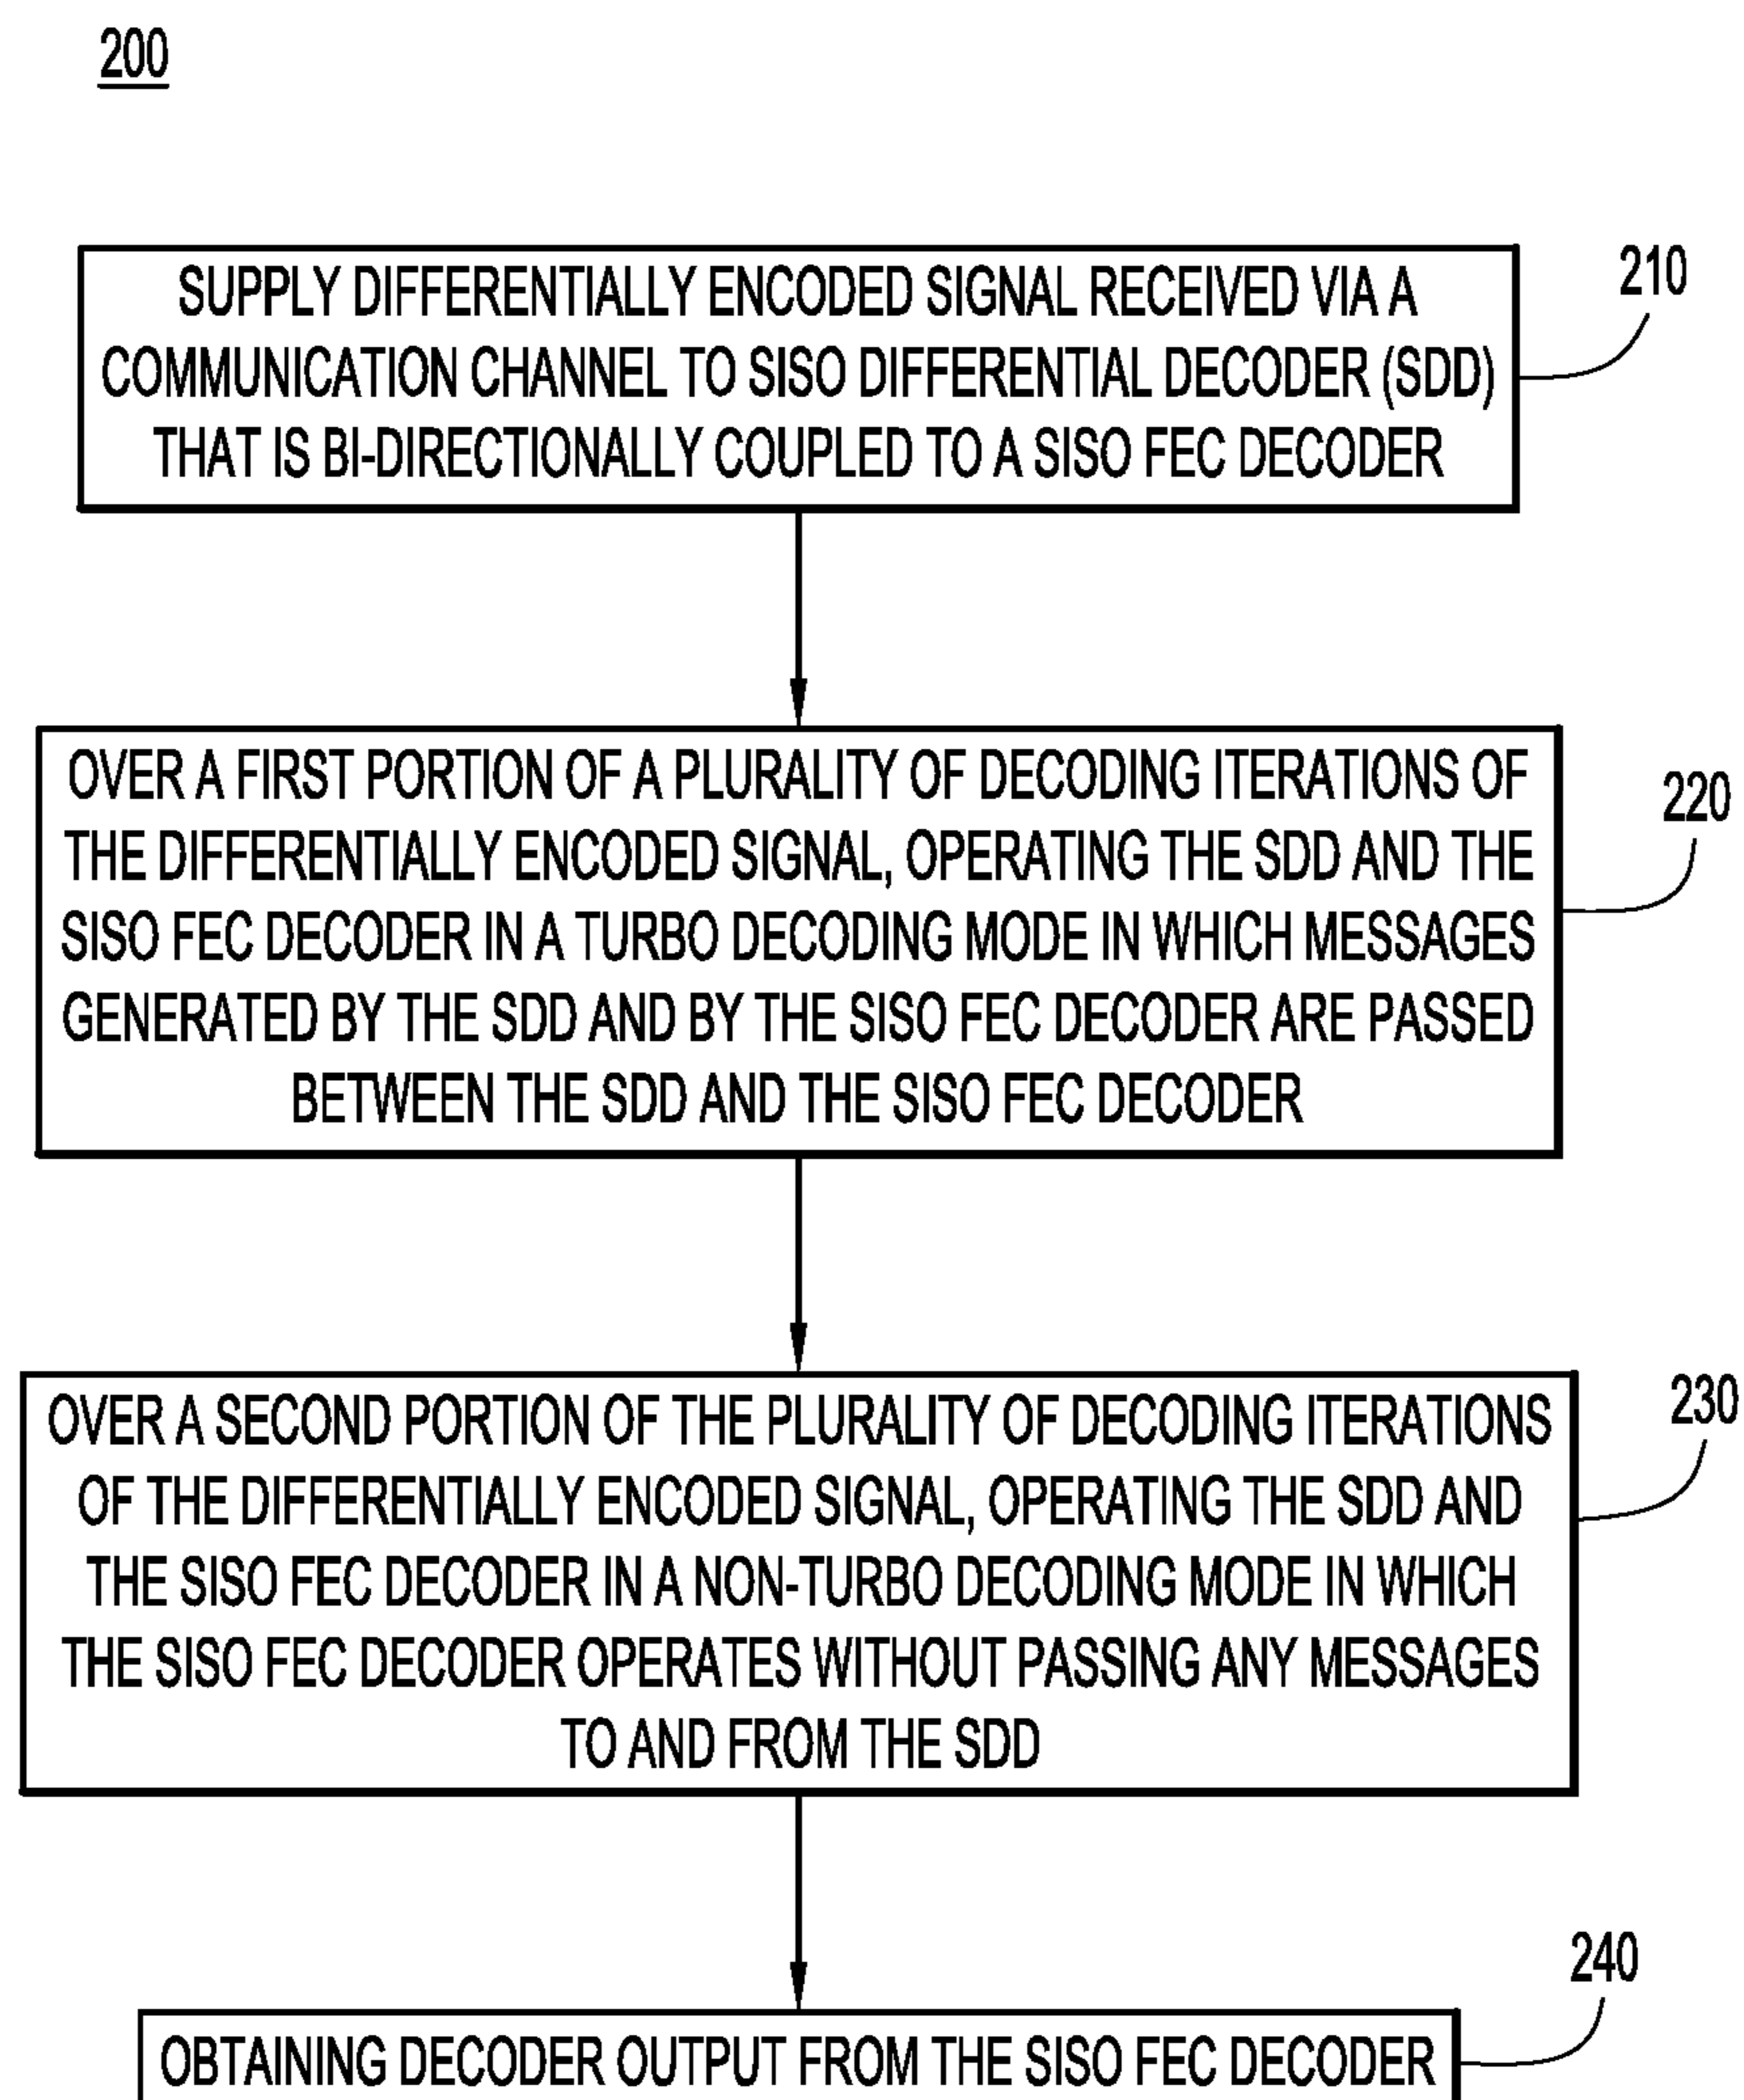 200
SUPPLY DIFFERENTIALLY ENCODED SIGNAL RECEIVED VIA A
COMMUNICATION CHANNEL TO SISO DIFFERENTIAL DECODER (SDD)
THAT IS BI-DIRECTIONALLY COUPLED TO A SISO FEC DECODER
210
OVER A FIRST PORTION OF A PLURALITY OF DECODING ITERATIONS OF
THE DIFFERENTIALLY ENCODED SIGNAL, OPERATING THE SDD AND THE
SISO FEC DECODER IN A TURBO DECODING MODE IN WHICH MESSAGES
GENERATED BY THE SDD AND BY THE SISO FEC DECODER ARE PASSED
BETWEEN THE SDD AND THE SISO FEC DECODER
220
OVER A SECOND PORTION OF THE PLURALITY OF DECODING ITERATIONS
OF THE DIFFERENTIALLY ENCODED SIGNAL, OPERATING THE SDD AND
THE SISO FEC DECODER IN A NON-TURBO DECODING MODE IN WHICH
THE SISO FEC DECODER OPERATES WITHOUT PASSING ANY MESSAGES
TO AND FROM THE SDD
230
OBTAINING DECODER OUTPUT FROM THE SISO FEC DECODER
240